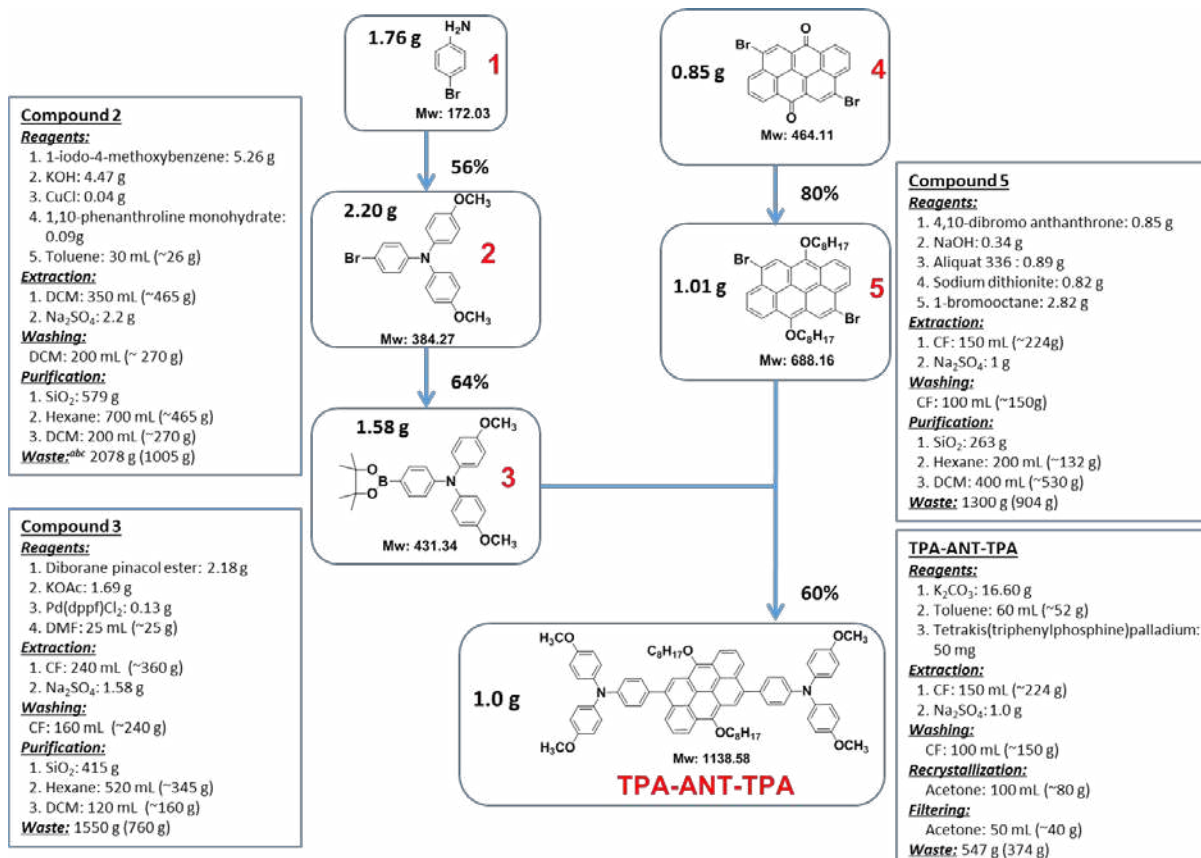 1.76 g
H₂N
Br
1
Mw: 172.03
56%
2.20 g
OCH₃
Br
N
2
OCH₃
Mw: 384.27
64%
1.58 g
OCH₃
O
B
O
N
3
OCH₃
Mw: 431.34
0.85 g
O
Br
4
Br
O
Mw: 464.11
80%
1.01 g
OC₈H₁₇
Br
5
Br
OC₈H₁₇
Mw: 688.16
60%
1.0 g
H₃CO
C₈H₁₇O
OCH₃
N
N
H₃CO
OC₈H₁₇
OCH₃
Mw: 1138.58
TPA-ANT-TPA
Compound 2
Reagents:
1. 1-iodo-4-methoxybenzene: 5.26 g
2. KOH: 4.47 g
3. CuCl: 0.04 g
4. 1,10-phenanthroline monohydrate:
0.09g
5. Toluene: 30 mL (~26 g)
Extraction:
1. DCM: 350 mL (~465 g)
2. Na₂SO₄: 2.2 g
Washing:
DCM: 200 mL (~ 270 g)
Purification:
1. SiO₂: 579 g
2. Hexane: 700 mL (~465 g)
3. DCM: 200 mL (~270 g)
Waste:ᵃᵇᶜ 2078 g (1005 g)
Compound 3
Reagents:
1. Diborane pinacol ester: 2.18 g
2. KOAc: 1.69 g
3. Pd(dppf)Cl₂: 0.13 g
4. DMF: 25 mL (~25 g)
Extraction:
1. CF: 240 mL (~360 g)
2. Na₂SO₄: 1.58 g
Washing:
CF: 160 mL (~240 g)
Purification:
1. SiO₂: 415 g
2. Hexane: 520 mL (~345 g)
3. DCM: 120 mL (~160 g)
Waste: 1550 g (760 g)
Compound 5
Reagents:
1. 4,10-dibromo anthanthrone: 0.85 g
2. NaOH: 0.34 g
3. Aliquat 336 : 0.89 g
4. Sodium dithionite: 0.82 g
5. 1-bromooctane: 2.82 g
Extraction:
1. CF: 150 mL (~224g)
2. Na₂SO₄: 1 g
Washing:
CF: 100 mL (~150g)
Purification:
1. SiO₂: 263 g
2. Hexane: 200 mL (~132 g)
3. DCM: 400 mL (~530 g)
Waste: 1300 g (904 g)
TPA-ANT-TPA
Reagents:
1. K₂CO₃: 16.60 g
2. Toluene: 60 mL (~52 g)
3. Tetrakis(triphenylphosphine)palladium:
50 mg
Extraction:
1. CF: 150 mL (~224 g)
2. Na₂SO₄: 1.0 g
Washing:
CF: 100 mL (~150 g)
Recrystallization:
Acetone: 100 mL (~80 g)
Filtering:
Acetone: 50 mL (~40 g)
Waste: 547 g (374 g)